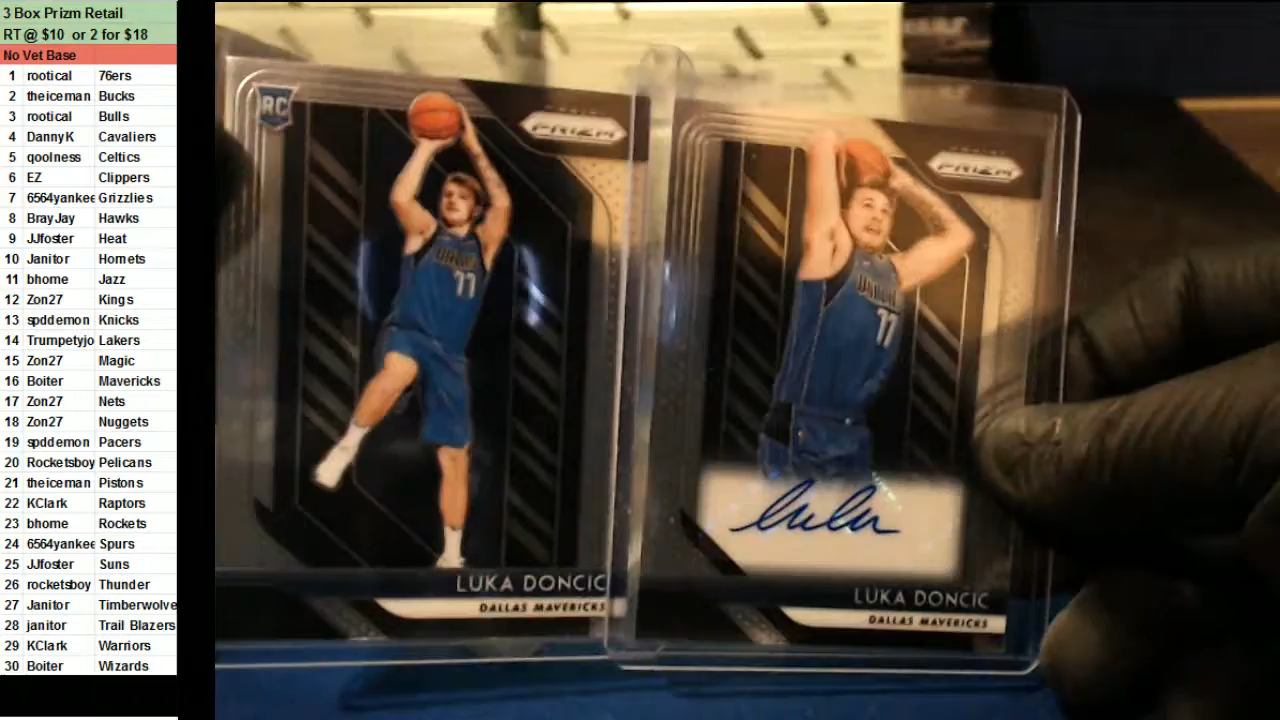 3 Box Prizm Retail
RT @ $10 or 2 for $18
No Vet Base
1 rootical 76ers
2 theiceman Bucks
3 rootical Bulls
4 DannyK Cavaliers
5 qoolness Celtics
6 EZ Clippers
7 6564yankee Grizzlies
8 BrayJay Hawks
9 JJfoster Heat
10 Janitor Hornets
11 bhome Jazz
12 Zon27 Kings
13 spddemon Knicks
14 Trumpetyjo Lakers
15 Zon27 Magic
16 Boiter Mavericks
17 Zon27 Nets
18 Zon27 Nuggets
19 spddemon Pacers
20 Rocketsboy Pelicans
21 theiceman Pistons
22 KClark Raptors
23 bhome Rockets
24 6564yankee Spurs
25 JJfoster Suns
26 rocketsboy Thunder
27 Janitor Timberwolve
28 janitor Trail Blazers
29 KClark Warriors
30 Boiter Wizards
RC
PANINI
PRIZM
77
LUKA DONCIC
DALLAS MAVERICKS
PANINI
PRIZM
77
LUKA DONCIC
DALLAS MAVERICKS